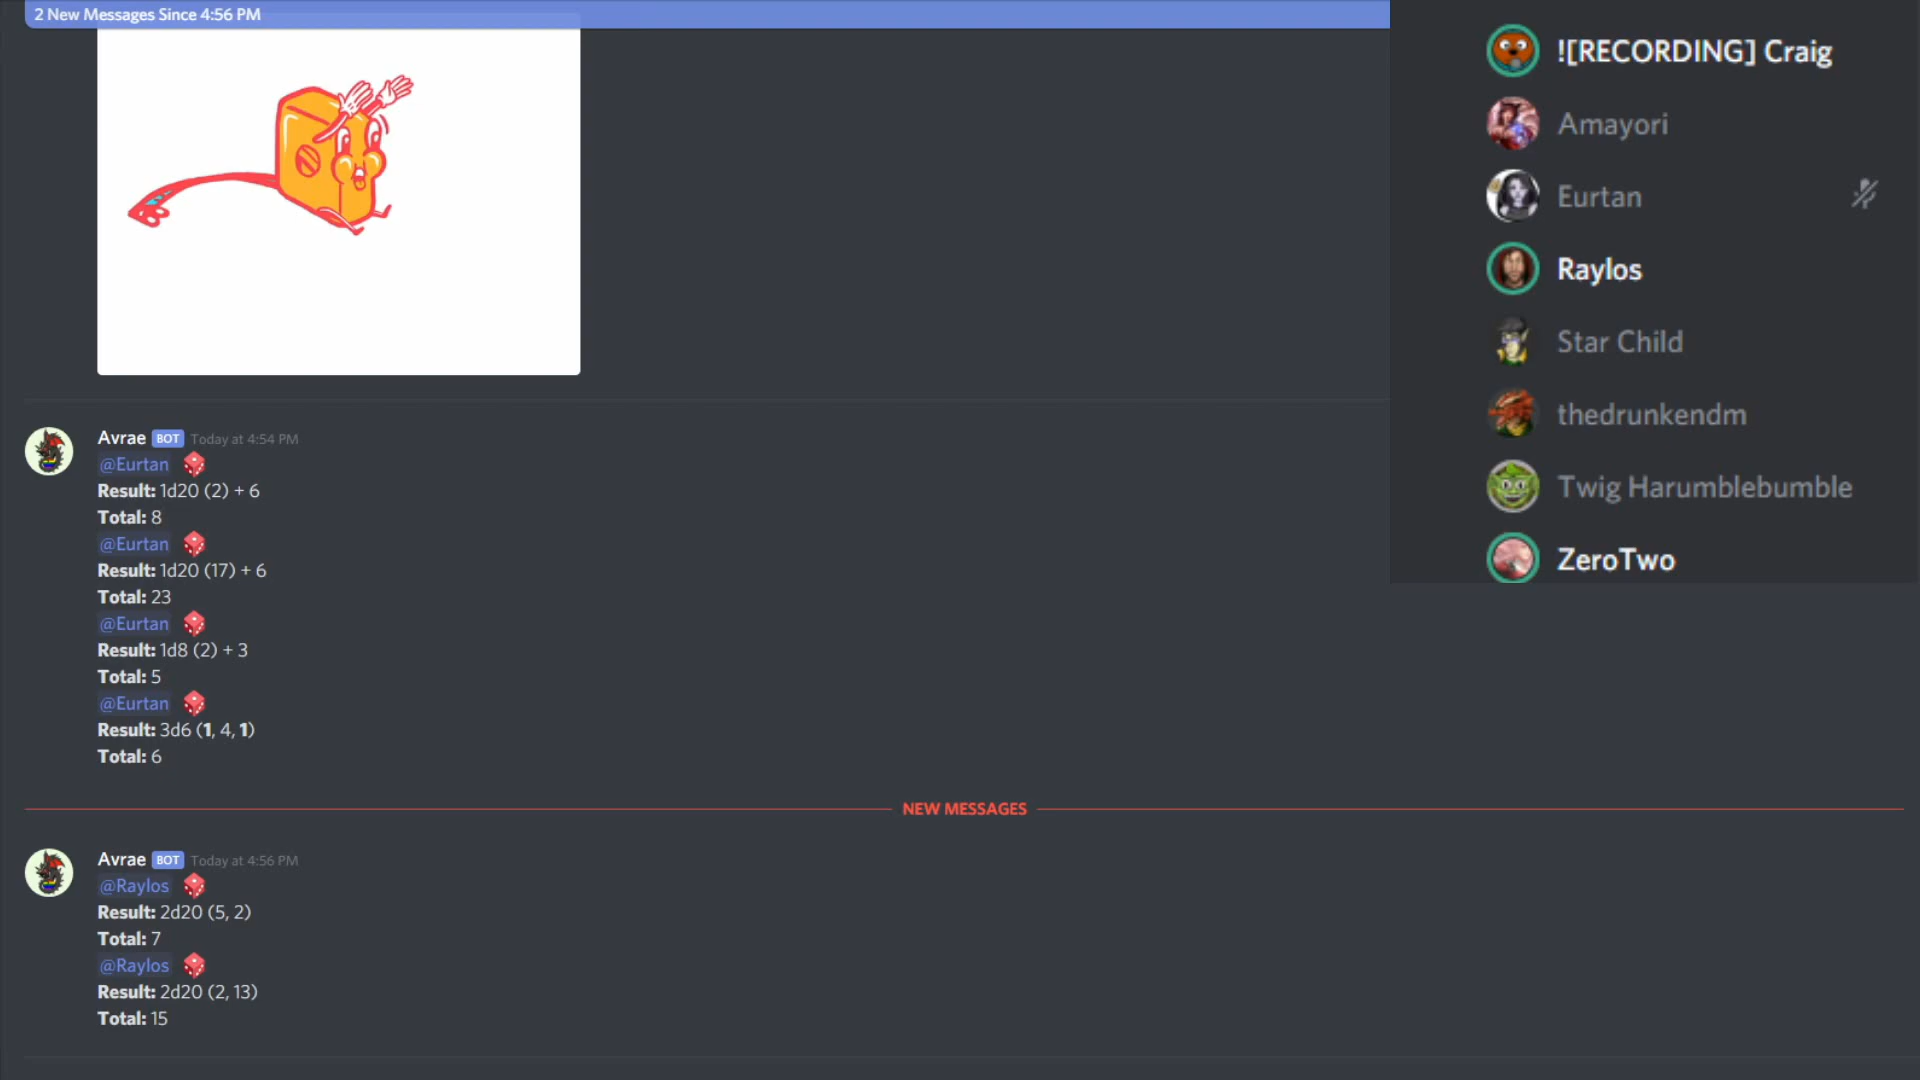 2 New Messages Since 4:56 PM
Avrae BOT Today at 4:54 PM
@Eurtan
Result: 1d20 (2) + 6
Total: 8
@Eurtan
Result: 1d20 (17) + 6
Total: 23
@Eurtan
Result: 1d8 (2) + 3
Total: 5
@Eurtan
Result: 3d6 (1, 4, 1)
Total: 6
NEW MESSAGES
Avrae BOT Today at 4:56 PM
@Raylos
Result: 2d20 (5, 2)
Total: 7
@Raylos
Result: 2d20 (2, 13)
Total: 15
![RECORDING] Craig
Amayori
Eurtan
Raylos
Star Child
thedrunkendm
Twig Harumblebumble
ZeroTwo